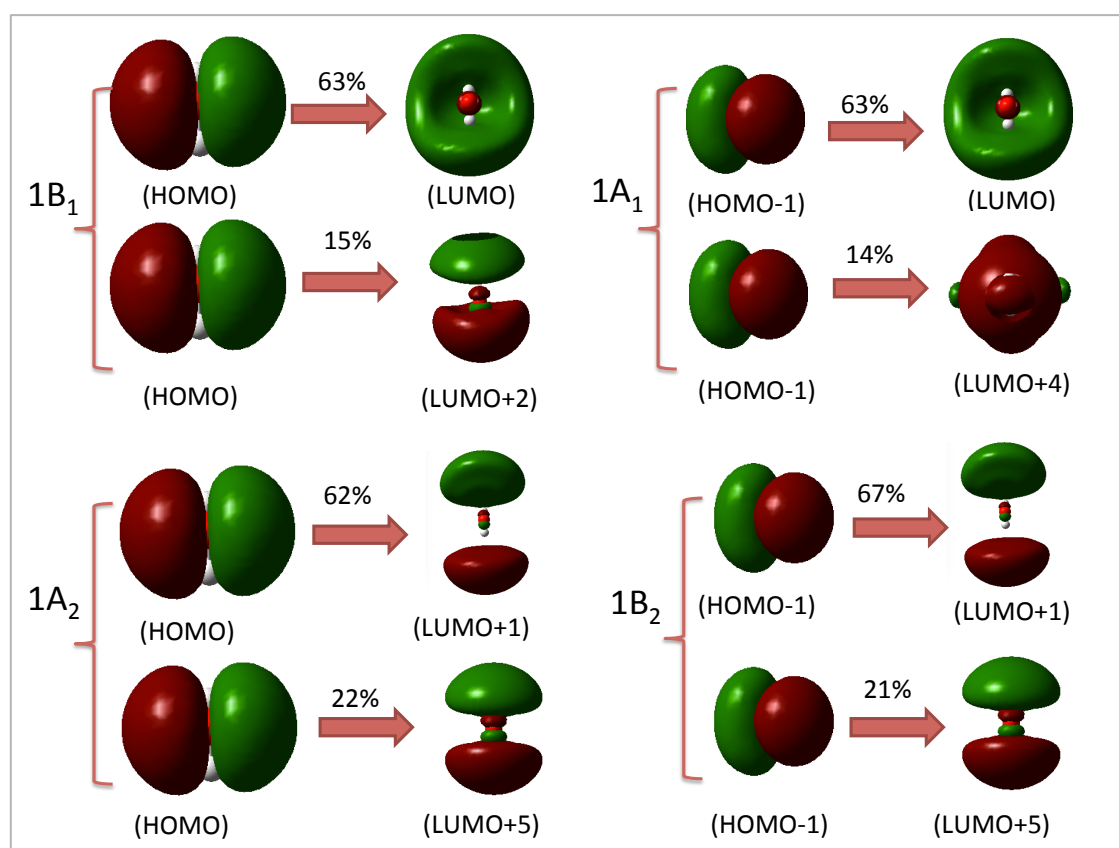 63%
(HOMO)
(LUMO)
1B₁
15%
(HOMO)
(LUMO+2)
63%
(HOMO-1)
(LUMO)
1A₁
14%
(HOMO-1)
(LUMO+4)
62%
(HOMO)
(LUMO+1)
1A₂
22%
(HOMO)
(LUMO+5)
67%
(HOMO-1)
(LUMO+1)
1B₂
21%
(HOMO-1)
(LUMO+5)